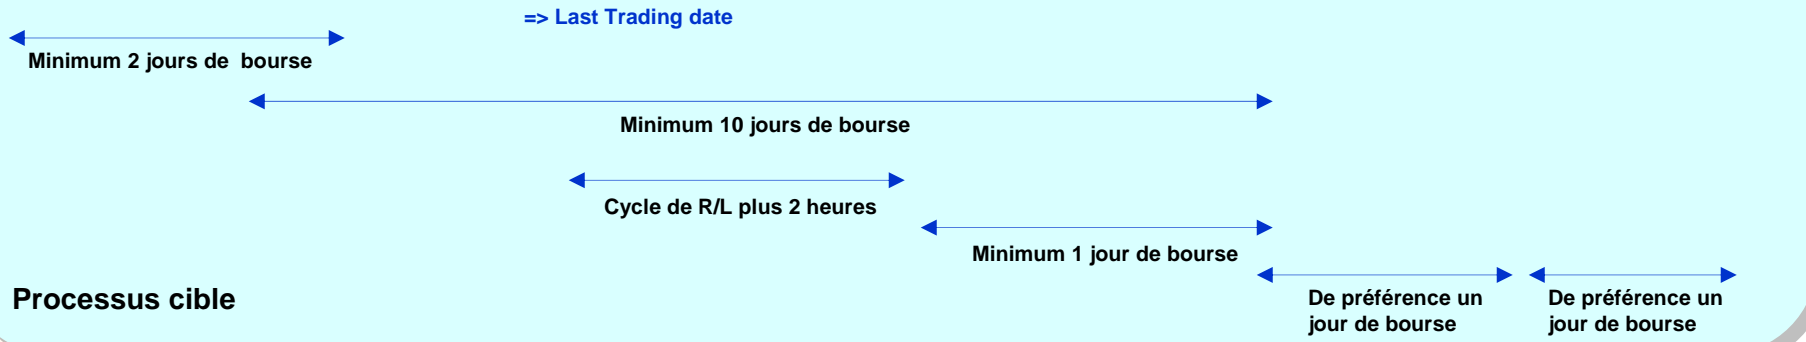 => Last Trading date
Minimum 2 jours de bourse
Minimum 10 jours de bourse
Cycle de R/L plus 2 heures
Minimum 1 jour de bourse
Processus cible
De préférence un
jour de bourse
De préférence un
jour de bourse